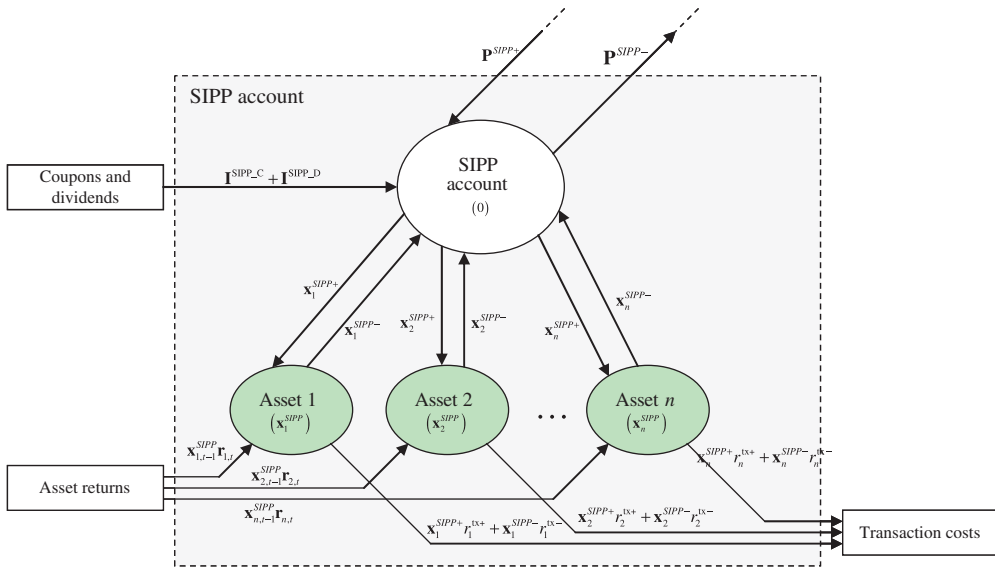 P^{SIPP+}
P^{SIPP−}
SIPP account
SIPP
account
(0)
Coupons and
dividends
I^{SIPP_C} + I^{SIPP_D}
x_1^{SIPP+}
x_1^{SIPP−}
x_2^{SIPP+}
x_2^{SIPP−}
x_n^{SIPP+}
x_n^{SIPP−}
Asset 1
(x_1^{SIPP})
Asset 2
(x_2^{SIPP})
...
Asset n
(x_n^{SIPP})
x_{1,t−1}^{SIPP} r_{1,t}
x_{2,t−1}^{SIPP} r_{2,t}
x_{n,t−1}^{SIPP} r_{n,t}
Asset returns
x_n^{SIPP+} r_n^{tx+} + x_n^{SIPP−} r_n^{tx−}
x_1^{SIPP+} r_1^{tx+} + x_1^{SIPP−} r_1^{tx−}
x_2^{SIPP+} r_2^{tx+} + x_2^{SIPP−} r_2^{tx−}
Transaction costs